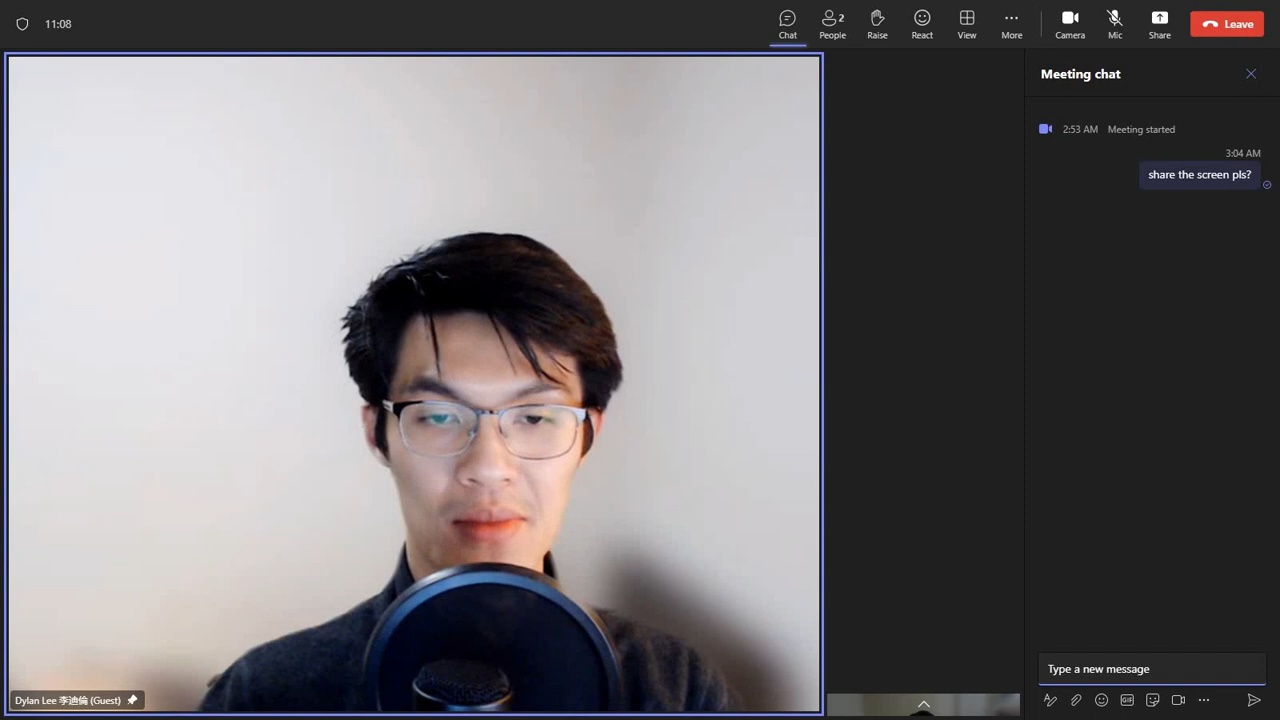 11:08
Chat
2
People
Raise
React
View
More
Camera
Mic
Share
Leave
Meeting chat
2:53 AM Meeting started
3:04 AM
share the screen pls?
Dylan Lee 李迪倫 (Guest)
Type a new message
GIF